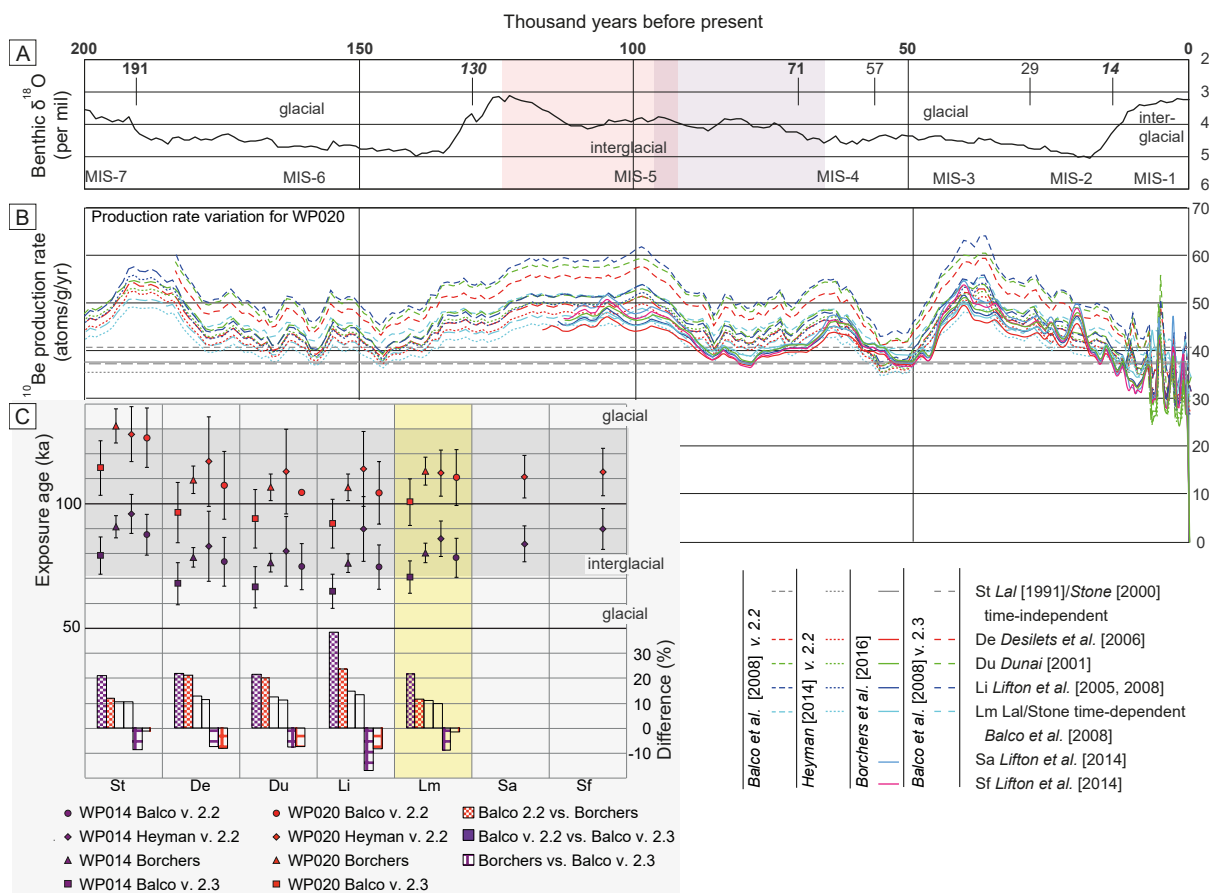 Thousand years before present
A
200
150
100
50
0
191
130
71
57
29
14
2
3
4
5
6
Benthic δ18 O
(per mil)
glacial
interglacial
glacial
inter-
glacial
MIS-7
MIS-6
MIS-5
MIS-4
MIS-3
MIS-2
MIS-1
B
Production rate variation for WP020
10Be production rate
(atoms/g/yr)
70
60
50
40
30
20
10
0
C
Exposure age (ka)
100
50
glacial
interglacial
glacial
30
20
10
0
-10
Difference (%)
St
De
Du
Li
Lm
Sa
Sf
WP014 Balco v. 2.2
WP014 Heyman v. 2.2
WP014 Borchers
WP014 Balco v. 2.3
WP020 Balco v. 2.2
WP020 Heyman v. 2.2
WP020 Borchers
WP020 Balco v. 2.3
Balco 2.2 vs. Borchers
Balco v. 2.2 vs. Balco v. 2.3
Borchers vs. Balco v. 2.3
Balco et al. [2008] v. 2.2
Heyman [2014] v. 2.2
Borchers et al. [2016]
Balco et al. [2008] v. 2.3
St Lal [1991]/Stone [2000]
time-independent
De Desilets et al. [2006]
Du Dunai [2001]
Li Lifton et al. [2005, 2008]
Lm Lal/Stone time-dependent
Balco et al. [2008]
Sa Lifton et al. [2014]
Sf Lifton et al. [2014]